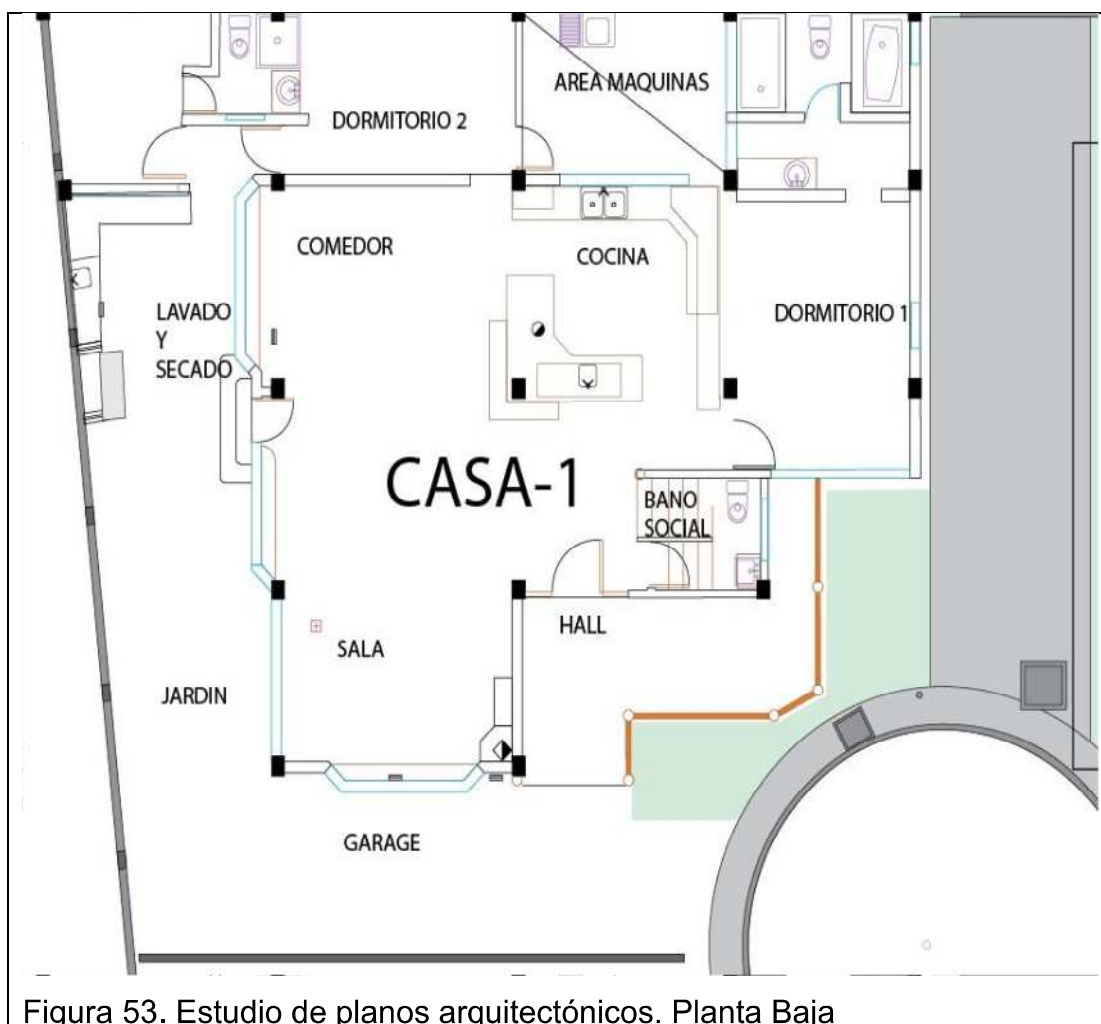 AREA MAQUINAS
DORMITORIO 2
COMEDOR
COCINA
LAVADO
Y
SECADO
DORMITORIO 1
CASA-1
BANO
SOCIAL
HALL
SALA
JARDIN
GARAGE
Figura 53. Estudio de planos arquitectónicos. Planta Baja